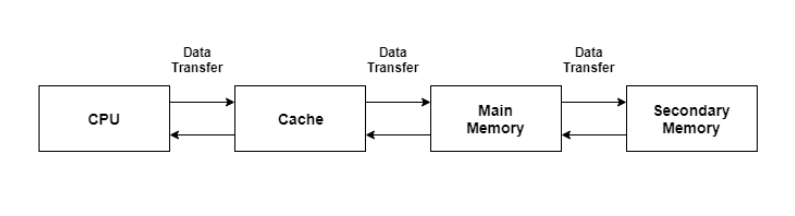 Data
Transfer
Data
Transfer
Data
Transfer
CPU
Cache
Main
Memory
Secondary
Memory